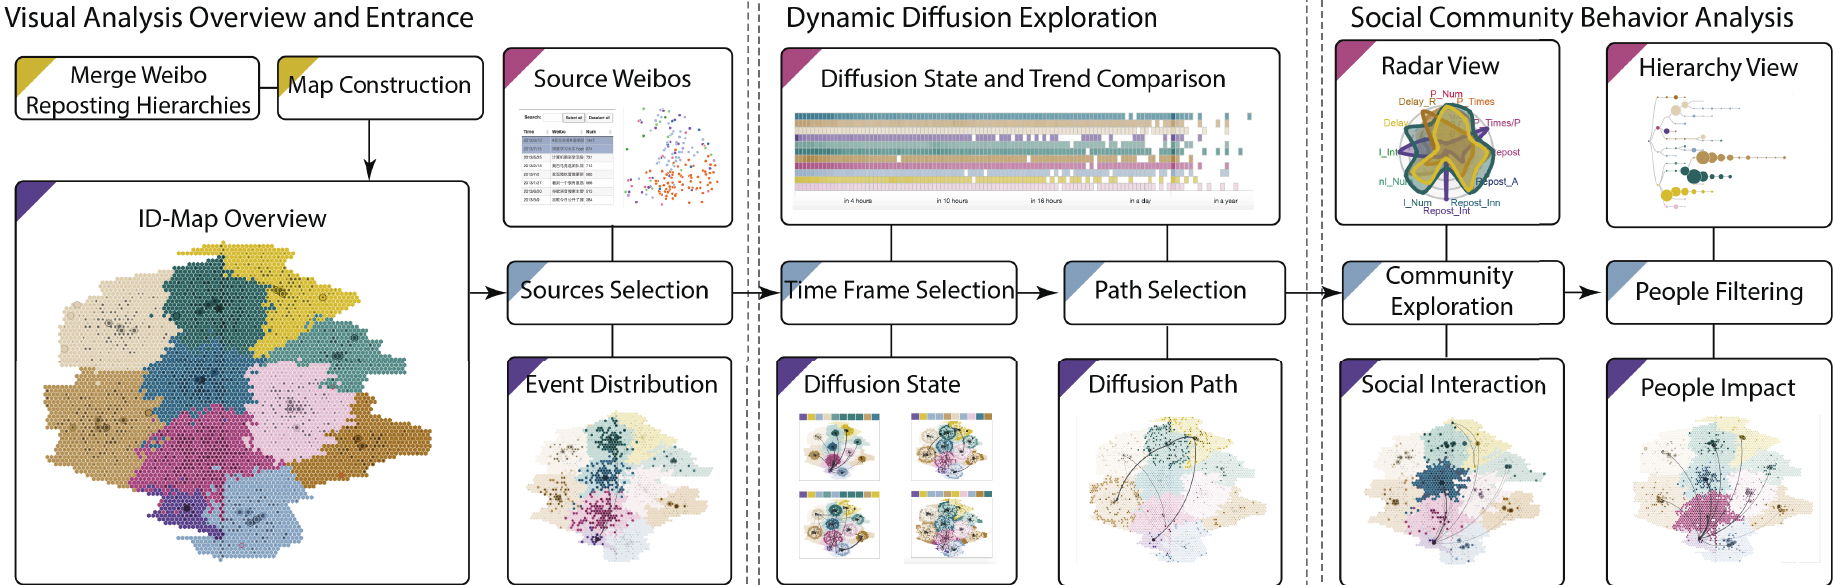 Visual Analysis Overview and Entrance
Dynamic Diffusion Exploration
Social Community Behavior Analysis
Merge Weibo
Reposting Hierarchies
Map Construction
ID-Map Overview
Source Weibos
Search:
Select all
Deselect all
Time
Weibo
Num
Sources Selection
Event Distribution
Diffusion State and Trend Comparison
in 4 hours
in 10 hours
in 16 hours
in a day
in a year
Time Frame Selection
Path Selection
Diffusion State
Diffusion Path
Radar View
P_Num
Delay_R
P_Times
Delay
_Times/P
I_Int
Repost
nI_Num
Repost_A
I_Num
Repost_Inn
Repost_Int
Hierarchy View
Community
Exploration
People Filtering
Social Interaction
People Impact